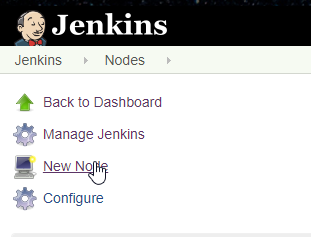 Jenkins
Jenkins Nodes
Back to Dashboard
Manage Jenkins
New Node
Configure